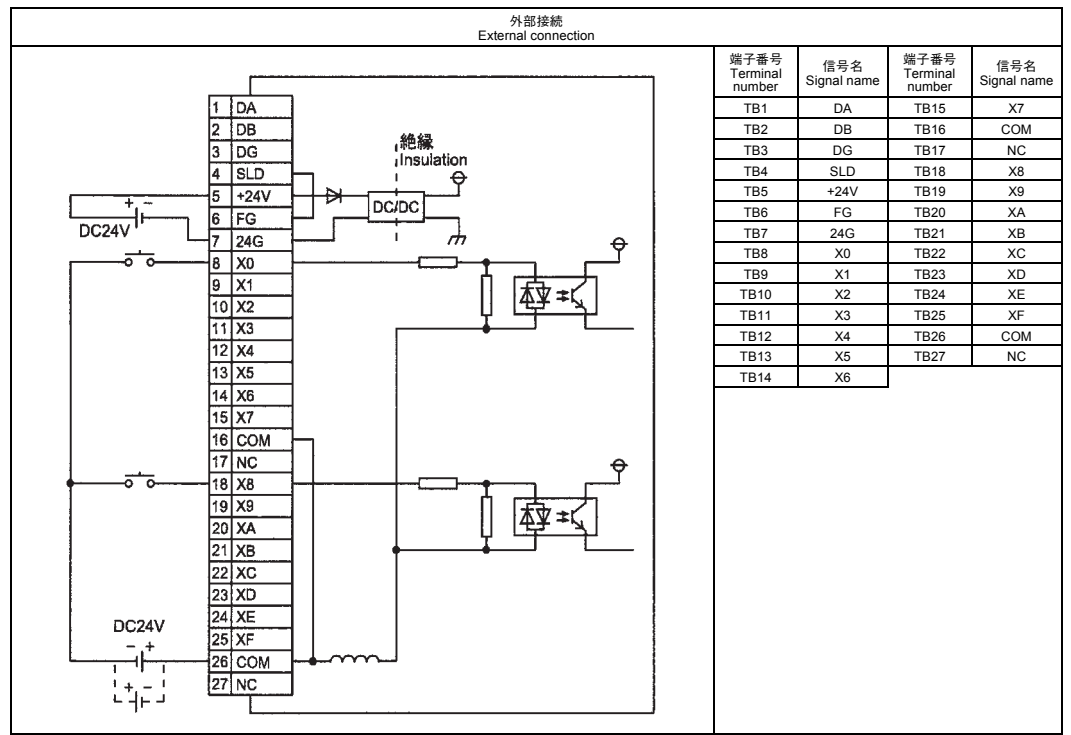 外部接続
External connection
1 DA
2 DB
3 DG
4 SLD
5 +24V
6 FG
7 24G
8 X0
9 X1
10 X2
11 X3
12 X4
13 X5
14 X6
15 X7
16 COM
17 NC
18 X8
19 X9
20 XA
21 XB
22 XC
23 XD
24 XE
25 XF
26 COM
27 NC
絶縁
Insulation
DC/DC
+ -
DC24V
DC24V
- +
+ -
端子番号
Terminal
number
信号名
Signal name
端子番号
Terminal
number
信号名
Signal name
TB1 DA TB15 X7
TB2 DB TB16 COM
TB3 DG TB17 NC
TB4 SLD TB18 X8
TB5 +24V TB19 X9
TB6 FG TB20 XA
TB7 24G TB21 XB
TB8 X0 TB22 XC
TB9 X1 TB23 XD
TB10 X2 TB24 XE
TB11 X3 TB25 XF
TB12 X4 TB26 COM
TB13 X5 TB27 NC
TB14 X6